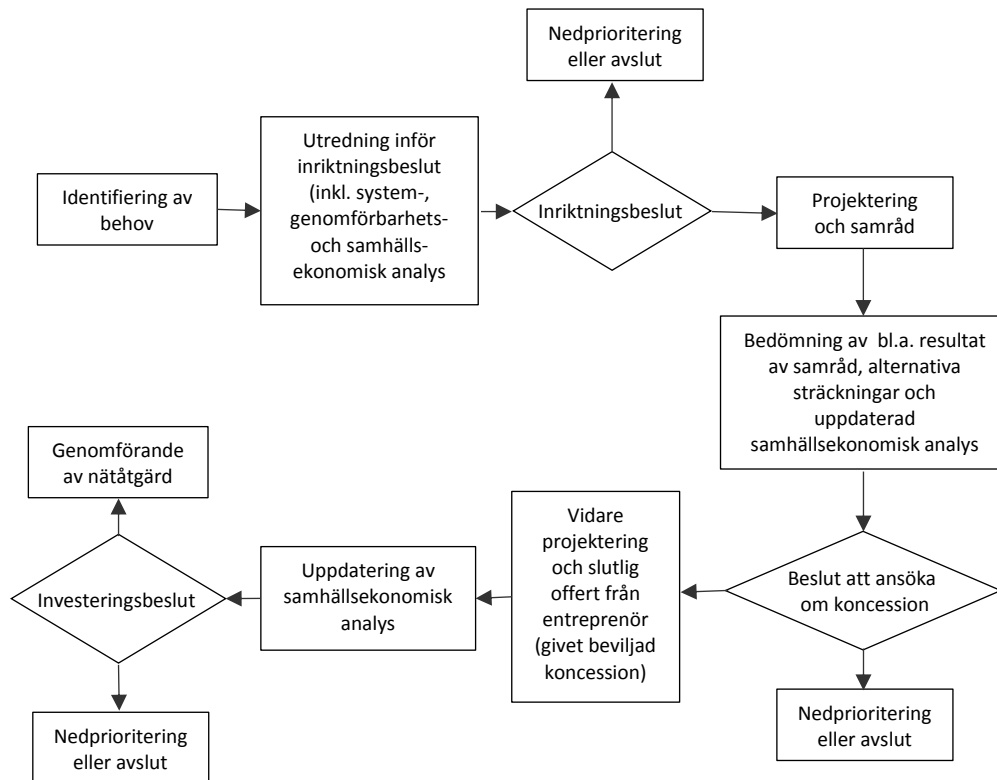 Nedprioritering
eller avslut
Identifiering av
behov
Utredning inför
inriktningsbeslut
(inkl. system-,
genomförbarhets-
och samhälls-
ekonomisk analys
Inriktningsbeslut
Projektering
och samråd
Bedömning av bl.a. resultat
av samråd, alternativa
sträckningar och
uppdaterad
samhällsekonomisk analys
Beslut att ansöka
om koncession
Nedprioritering
eller avslut
Vidare
projektering
och slutlig
offert från
entreprenör
(givet beviljad
koncession)
Uppdatering av
samhällsekonomisk
analys
Investeringsbeslut
Genomförande
av nätåtgärd
Nedprioritering
eller avslut